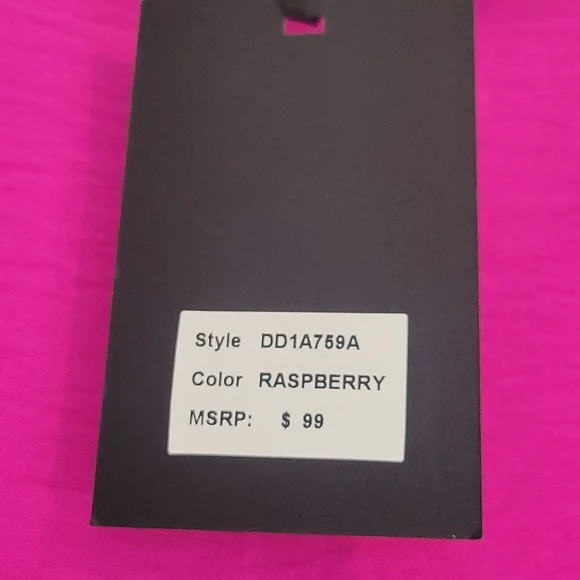 Style DD1A759A
Color RASPBERRY
MSRP: $ 99